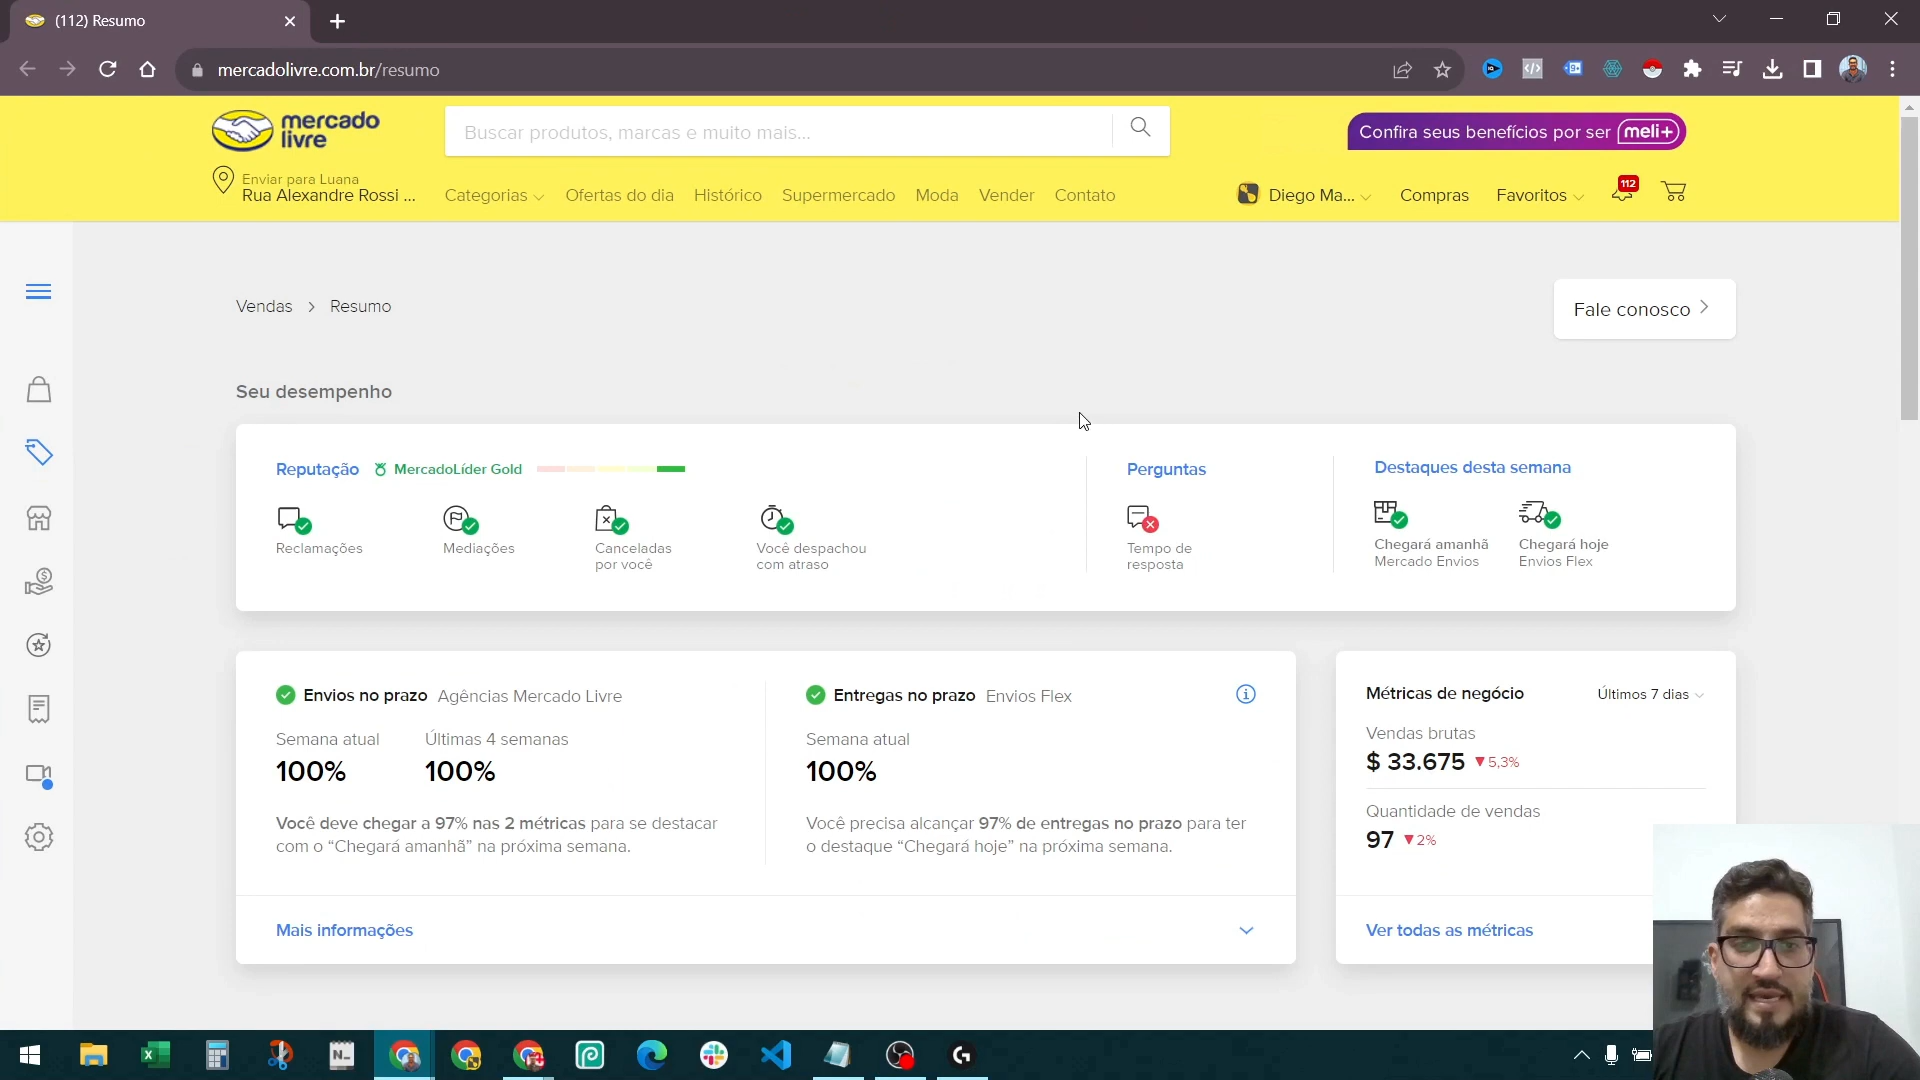 (112) Resumo
mercadolivre.com.br/resumo
mercado
livre
Buscar produtos, marcas e muito mais...
Confira seus benefícios por ser meli+
Enviar para Luana
Rua Alexandre Rossi ...
Categorias
Ofertas do dia
Histórico
Supermercado
Moda
Vender
Contato
Diego Ma...
Compras
Favoritos
112
Vendas > Resumo
Fale conosco
Seu desempenho
Reputação
MercadoLíder Gold
Reclamações
Mediações
Canceladas
por você
Você despachou
com atraso
Perguntas
Tempo de
resposta
Destaques desta semana
Chegará amanhã
Mercado Envios
Chegará hoje
Envios Flex
Envios no prazo Agências Mercado Livre
Semana atual
100%
Últimas 4 semanas
100%
Você deve chegar a 97% nas 2 métricas para se destacar
com o “Chegará amanhã” na próxima semana.
Entregas no prazo Envios Flex
Semana atual
100%
Você precisa alcançar 97% de entregas no prazo para ter
o destaque “Chegará hoje” na próxima semana.
Mais informações
Métricas de negócio
Últimos 7 dias
Vendas brutas
$ 33.675 ▼5,3%
Quantidade de vendas
97 ▼2%
Ver todas as métricas